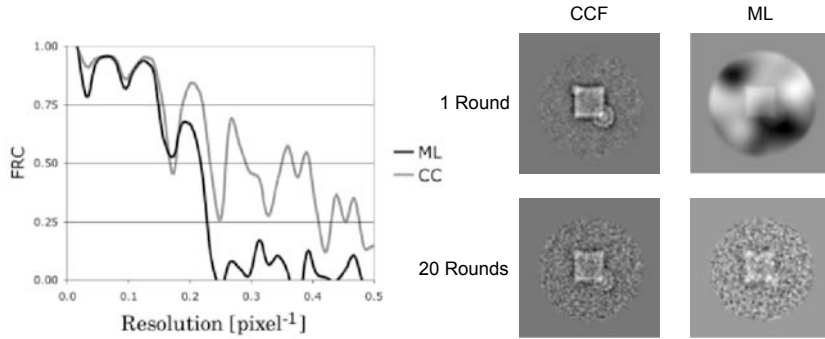 CCF ML
1.00
0.75
0.50
0.25
0.00
FRC
0.0 0.1 0.2 0.3 0.4 0.5
Resolution [pixel-1]
ML
CC
1 Round
20 Rounds